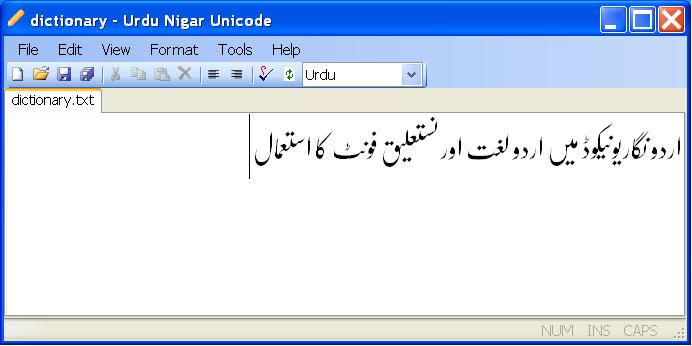 dictionary - Urdu Nigar Unicode
File Edit View Format Tools Help
Urdu
dictionary.txt
اردو نگار یونیکوڈ میں اردو لغت اور نستعلیق فونٹ کا استعمال
NUM INS CAPS